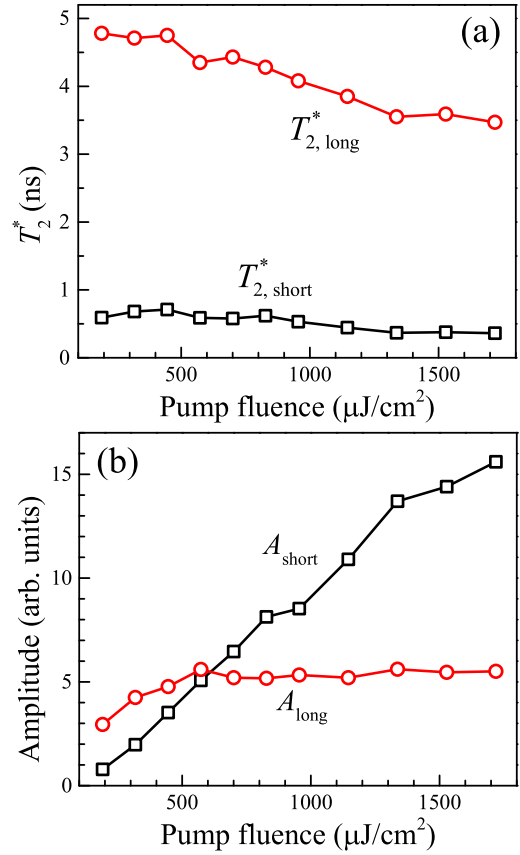 (a)
5
4
3
2
1
0
T*2, long
T*2, short
T*2 (ns)
500 1000 1500
Pump fluence (μJ/cm²)
(b)
15
10
5
0
Ashort
Along
Amplitude (arb. units)
500 1000 1500
Pump fluence (μJ/cm²)